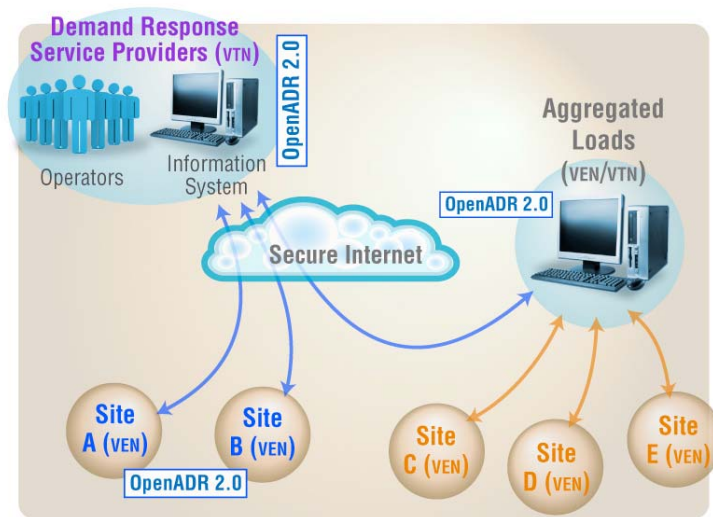 Demand Response
Service Providers (VTN)
OpenADR 2.0
Operators
Information
System
Aggregated
Loads
(VEN/VTN)
OpenADR 2.0
Secure Internet
Site
A (VEN)
Site
B (VEN)
OpenADR 2.0
Site
C (VEN)
Site
D (VEN)
Site
E (VEN)